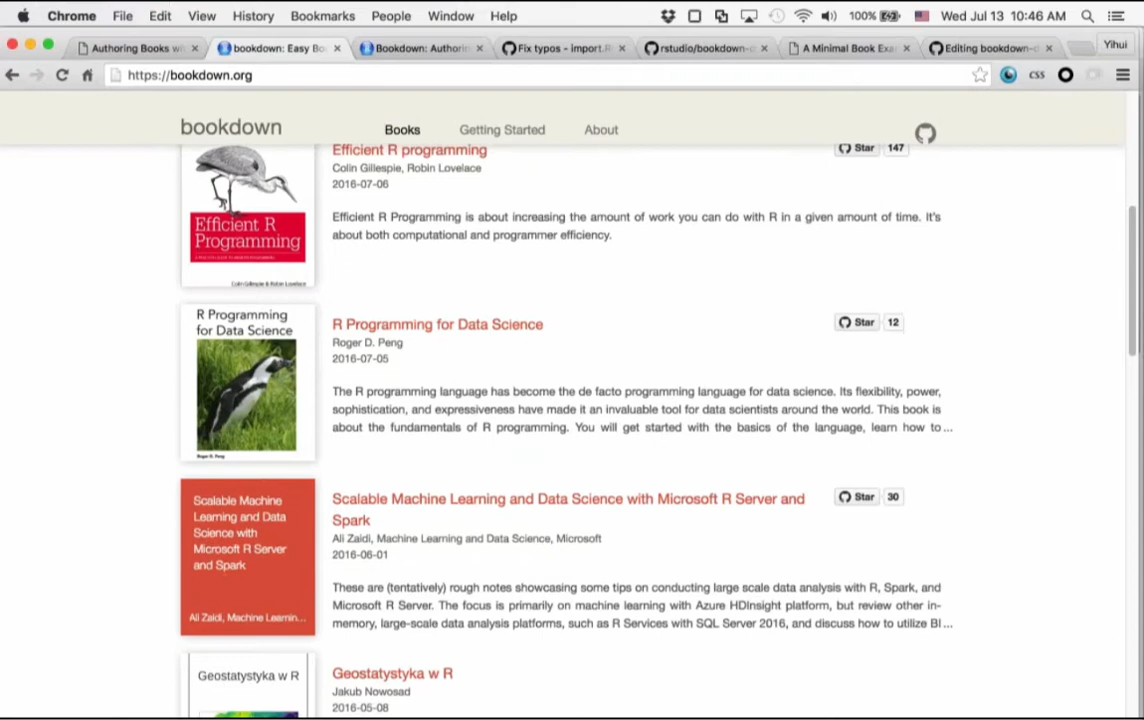 Chrome File Edit View History Bookmarks People Window Help 100% Wed Jul 13 10:46 AM
Authoring Books wi × bookdown: Easy Bo × Bookdown: Authorin × Fix typos - import.R × rstudio/bookdown- × A Minimal Book Exa × Editing bookdown-d × Yihui
https://bookdown.org CSS
bookdown Books Getting Started About
Efficient R programming Star 147
Colin Gillespie, Robin Lovelace
2016-07-06
Efficient R Programming is about increasing the amount of work you can do with R in a given amount of time. It's
about both computational and programmer efficiency.
Efficient R
Programming
Colin Gillespie & Robin Lovelace
R Programming
for Data Science
Roger D. Peng
R Programming for Data Science Star 12
Roger D. Peng
2016-07-05
The R programming language has become the de facto programming language for data science. Its flexibility, power,
sophistication, and expressiveness have made it an invaluable tool for data scientists around the world. This book is
about the fundamentals of R programming. You will get started with the basics of the language, learn how to...
Scalable Machine
Learning and Data
Science with
Microsoft R Server
and Spark
Ali Zaidi, Machine Learnin...
Scalable Machine Learning and Data Science with Microsoft R Server and Star 30
Spark
Ali Zaidi, Machine Learning and Data Science, Microsoft
2016-06-01
These are (tentatively) rough notes showcasing some tips on conducting large scale data analysis with R, Spark, and
Microsoft R Server. The focus is primarily on machine learning with Azure HDInsight platform, but review other in-
memory, large-scale data analysis platforms, such as R Services with SQL Server 2016, and discuss how to utilize BI...
Geostatystyka w R
Geostatystyka w R
Jakub Nowosad
2016-05-08